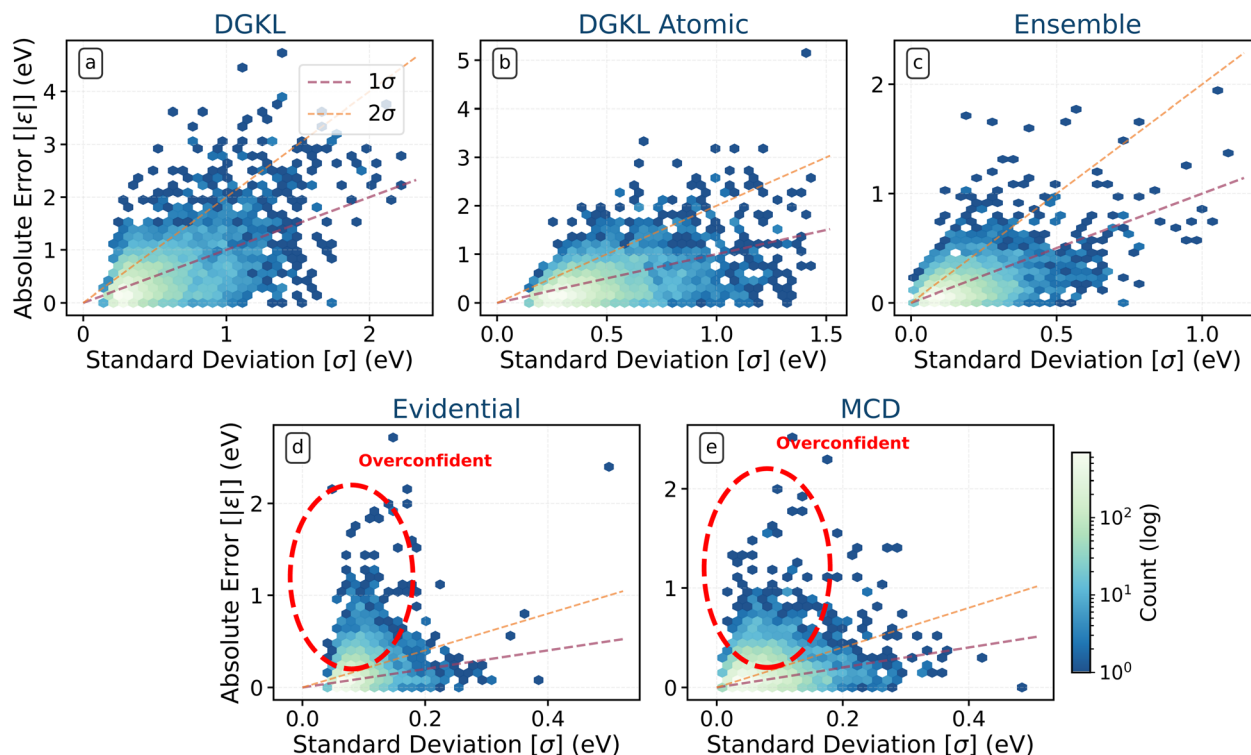 DGKL
DGKL Atomic
Ensemble
a
b
c
1σ
2σ
Absolute Error [|ε|] (eV)
4
3
2
1
0
5
4
3
2
1
0
2
1
0
0 1 2
0.0 0.5 1.0 1.5
0.0 0.5 1.0
Standard Deviation [σ] (eV)
Standard Deviation [σ] (eV)
Standard Deviation [σ] (eV)
Evidential
MCD
d
e
Overconfident
Overconfident
Absolute Error [|ε|] (eV)
2
1
0
2
1
0
0.0 0.2 0.4
0.0 0.2 0.4
Standard Deviation [σ] (eV)
Standard Deviation [σ] (eV)
10²
10¹
10⁰
Count (log)